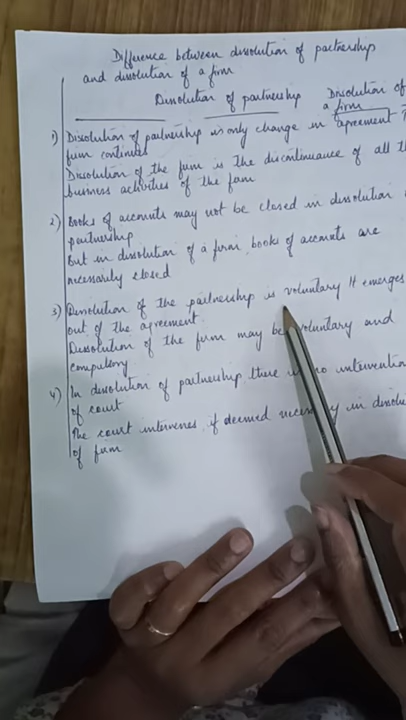 Difference between dissolution of partnership
and dissolution of a firm
Dissolution of partnership Dissolution of
a firm
1) Dissolution of partnership is only change in agreement
firm continues
Dissolution of the firm is the discontinuance of all
business activities of the firm
2) Books of accounts may not be closed in dissolution
partnership
But in dissolution of a firm books of accounts are
necessarily closed
3) Dissolution of the partnership is voluntary It emerges
out of the agreement
Dissolution of the firm may be voluntary and
compulsory
4) In dissolution of partnership there is no intervention
of court
The court intervenes if deemed necessary in
of firm